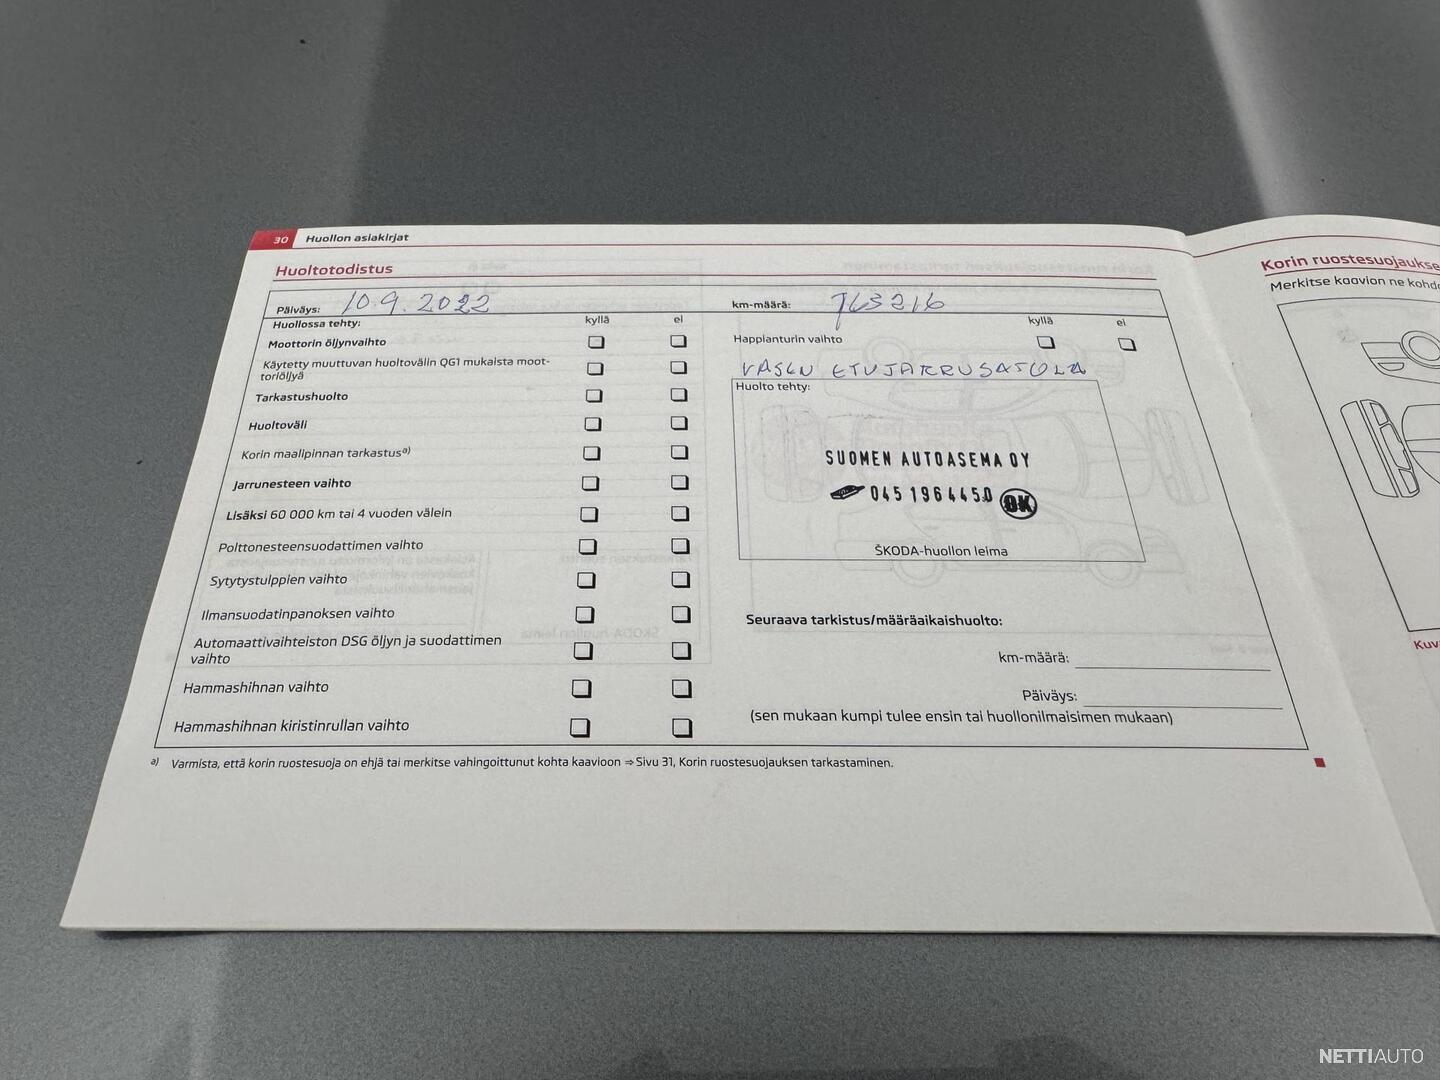 30 Huollon asiakirjat
Huoltotodistus
Päiväys: 10.9.2022 km-määrä: 163216
Huollossa tehty: kyllä ei kyllä ei
Moottorin öljynvaihto
Käytetty muuttuvan huoltovälin QG1 mukaista moot-
toriöljyä
Tarkastushuolto
Huoltoväli
Korin maalipinnan tarkastus a)
Jarrunesteen vaihto
Lisäksi 60 000 km tai 4 vuoden välein
Polttonesteensuodattimen vaihto
Sytytystulppien vaihto
Ilmansuodatinpanoksen vaihto
Automaattivaihteiston DSG öljyn ja suodattimen
vaihto
Hammashihnan vaihto
Hammashihnan kiristinrullan vaihto
Happianturin vaihto
VASEN ETUJARRUSATULA
Huolto tehty:
SUOMEN AUTOASEMA OY
045 1964450 OK
ŠKODA-huollon leima
Seuraava tarkistus/määräaikaishuolto:
km-määrä:
Päiväys:
(sen mukaan kumpi tulee ensin tai huollonilmaisimen mukaan)
a) Varmista, että korin ruostesuoja on ehjä tai merkitse vahingoittunut kohta kaavioon ⇒ Sivu 31, Korin ruostesuojauksen tarkastaminen.
Korin ruostesuojaukse
Merkitse kaavion ne kohd
Kuv
NETTIAUTO